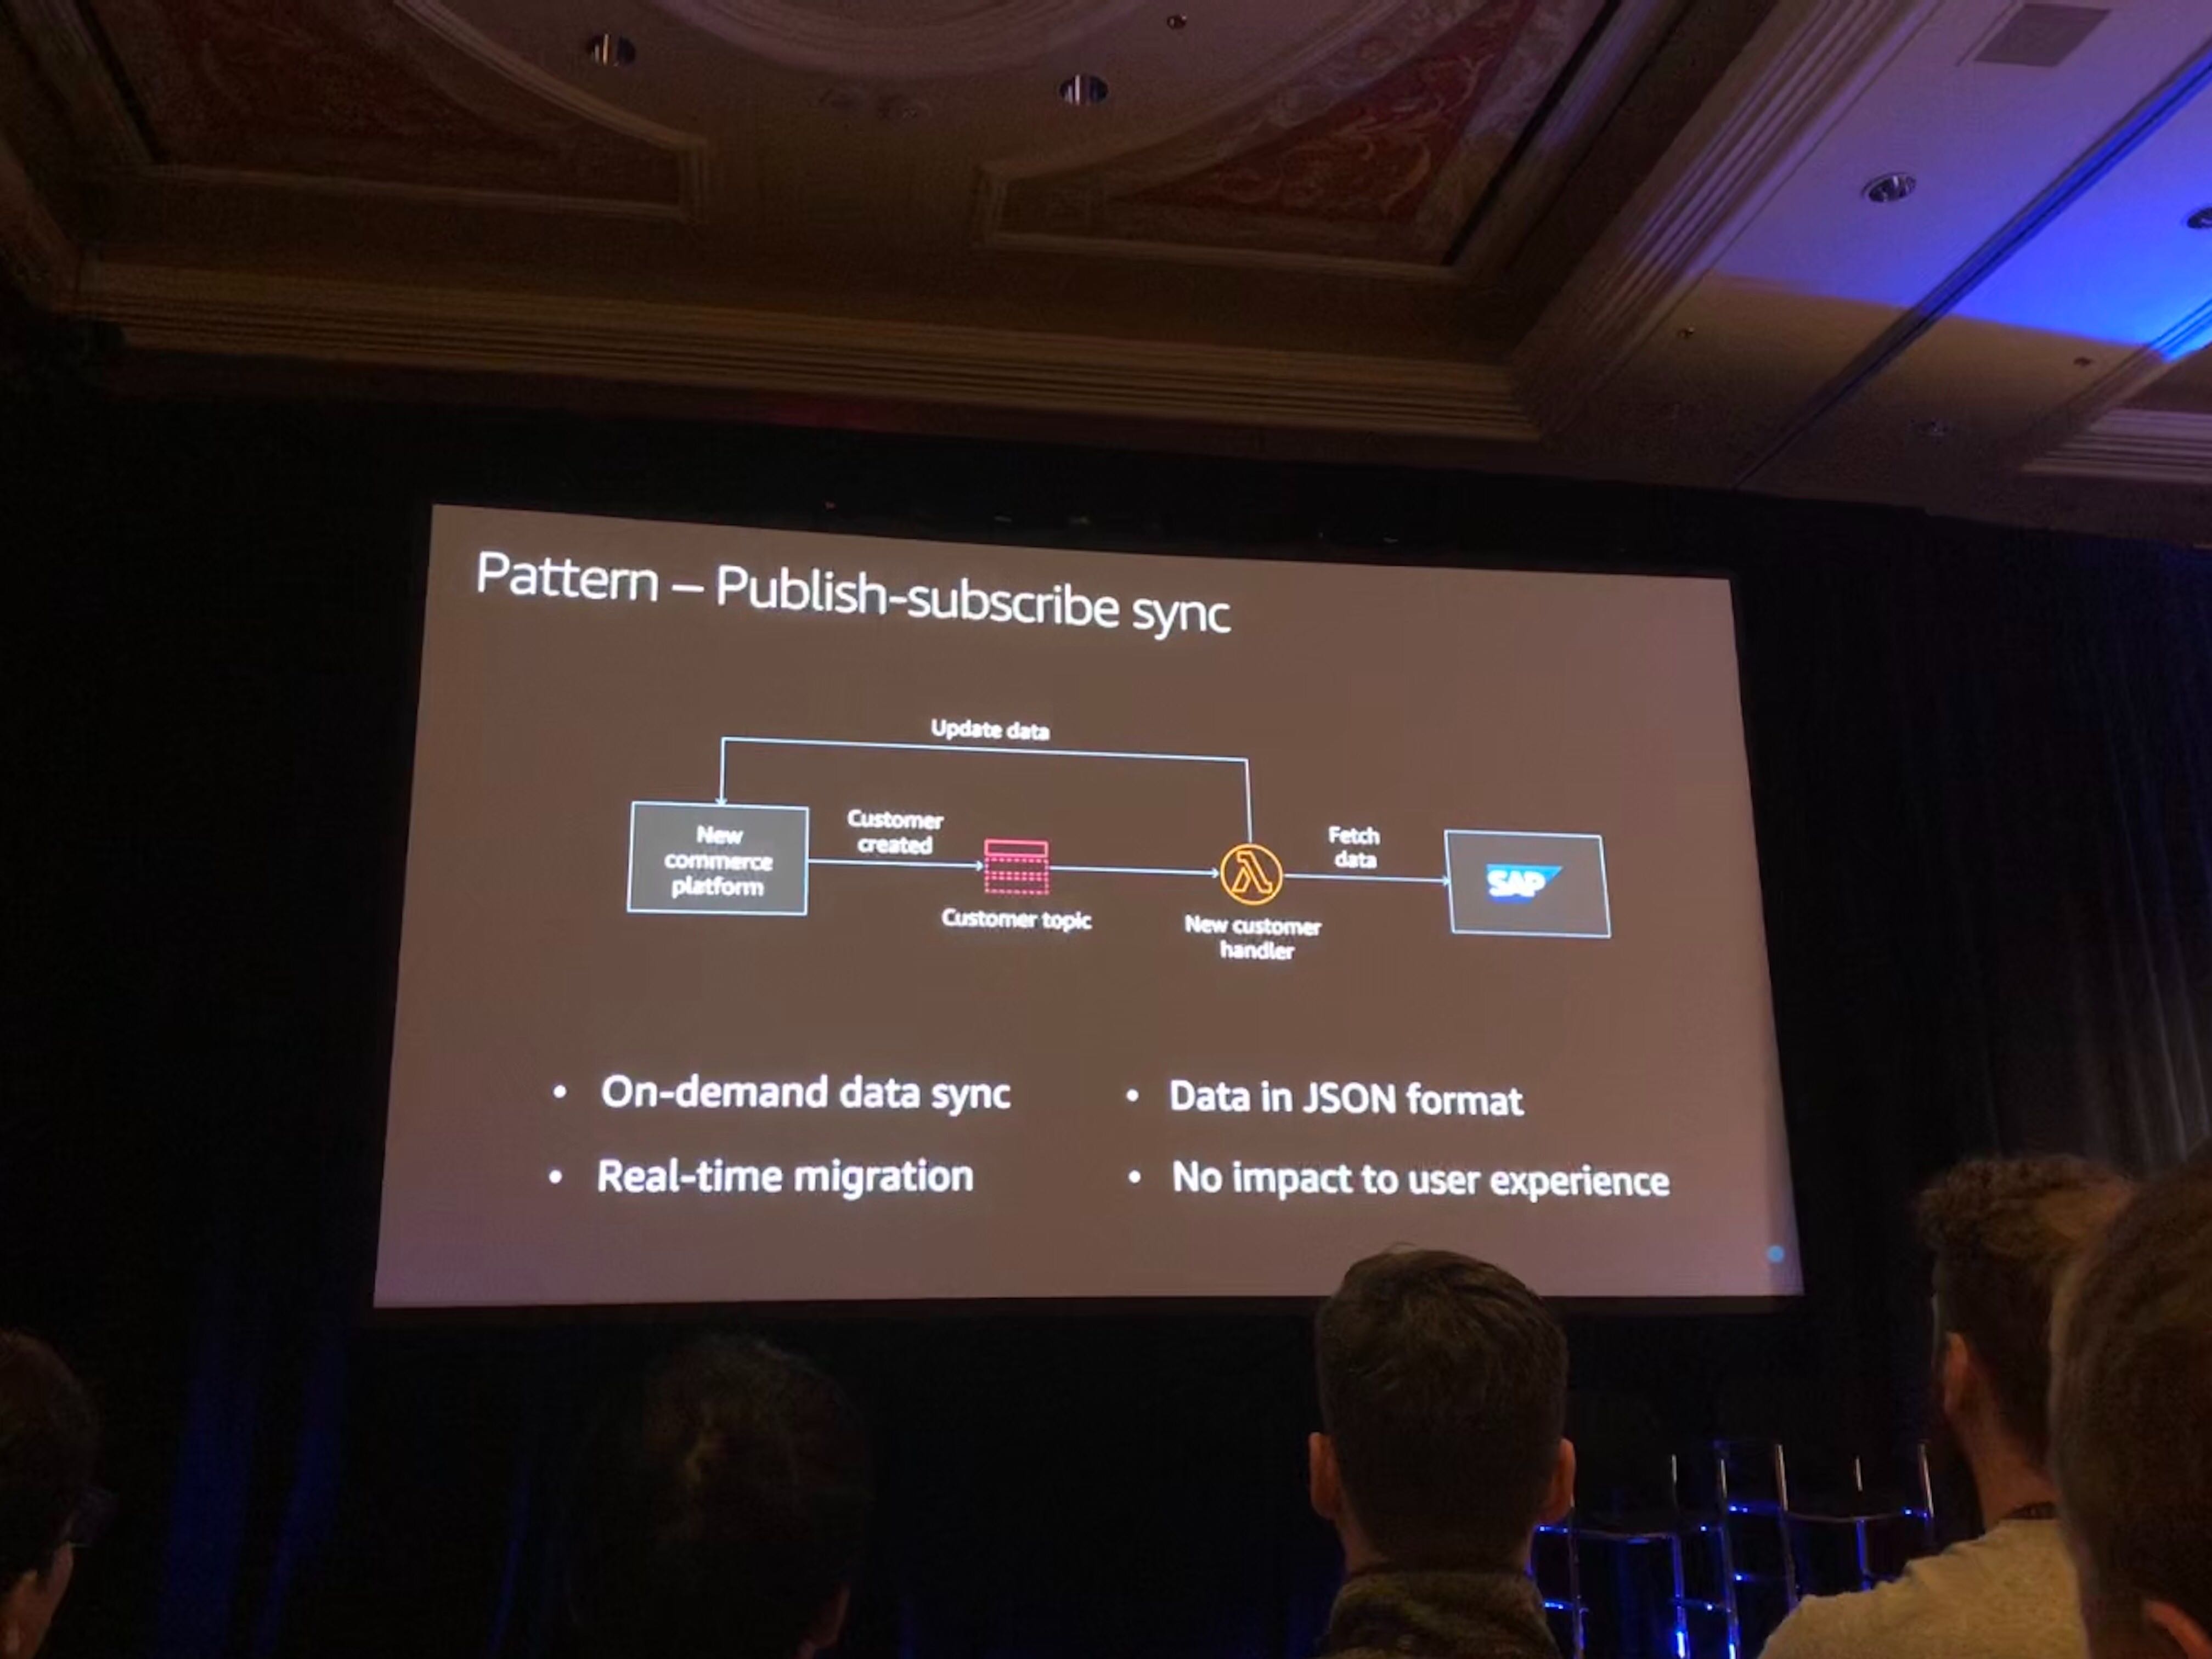 Pattern – Publish-subscribe sync
Update data
New
commerce
platform
Customer
created
Customer topic
New customer
handler
Fetch
data
SAP
• On-demand data sync
• Real-time migration
• Data in JSON format
• No impact to user experience